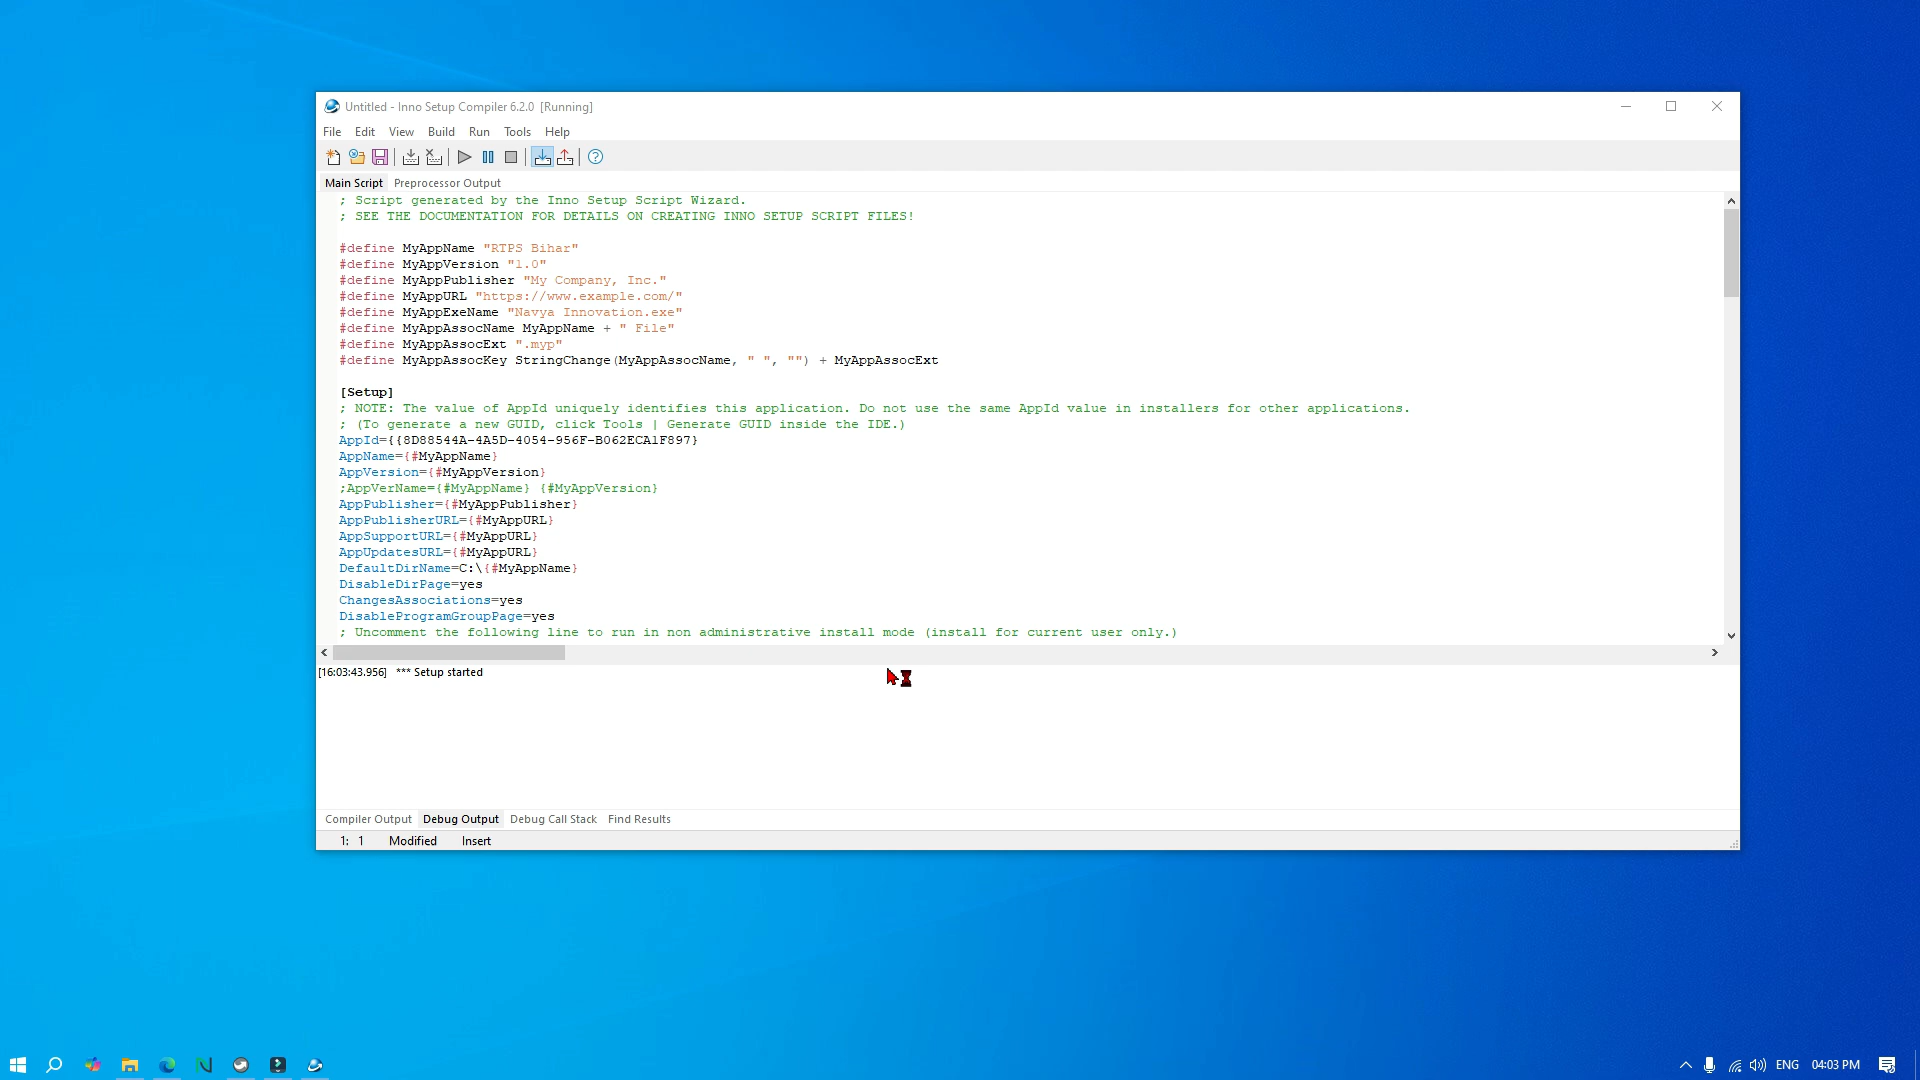 Untitled - Inno Setup Compiler 6.2.0  [Running]
File Edit View Build Run Tools Help
Main Script Preprocessor Output
; Script generated by the Inno Setup Script Wizard.
; SEE THE DOCUMENTATION FOR DETAILS ON CREATING INNO SETUP SCRIPT FILES!
#define MyAppName "RTPS Bihar"
#define MyAppVersion "1.0"
#define MyAppPublisher "My Company, Inc."
#define MyAppURL "https://www.example.com/"
#define MyAppExeName "Navya Innovation.exe"
#define MyAppAssocName MyAppName + " File"
#define MyAppAssocExt ".myp"
#define MyAppAssocKey StringChange(MyAppAssocName, " ", "") + MyAppAssocExt
[Setup]
; NOTE: The value of AppId uniquely identifies this application. Do not use the same AppId value in installers for other applications.
; (To generate a new GUID, click Tools | Generate GUID inside the IDE.)
AppId={{8D88544A-4A5D-4054-956F-B062ECA1F897}
AppName={#MyAppName}
AppVersion={#MyAppVersion}
;AppVerName={#MyAppName} {#MyAppVersion}
AppPublisher={#MyAppPublisher}
AppPublisherURL={#MyAppURL}
AppSupportURL={#MyAppURL}
AppUpdatesURL={#MyAppURL}
DefaultDirName=C:\{#MyAppName}
DisableDirPage=yes
ChangesAssociations=yes
DisableProgramGroupPage=yes
; Uncomment the following line to run in non administrative install mode (install for current user only.)
[16:03:43.956] *** Setup started
Compiler Output Debug Output Debug Call Stack Find Results
1: 1 Modified Insert
ENG 04:03 PM